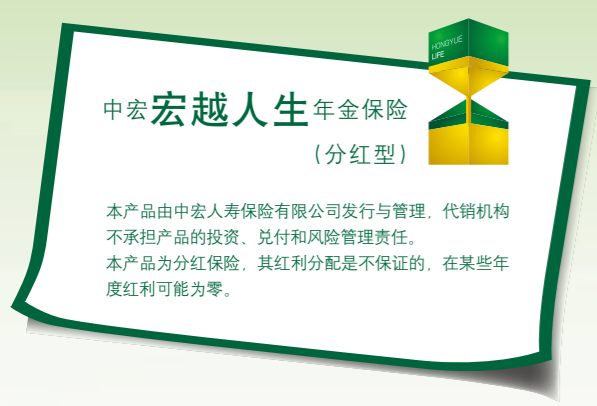 HONGYUE
LIFE
中宏宏越人生年金保险
（分红型）
本产品由中宏人寿保险有限公司发行与管理，代销机构
不承担产品的投资、兑付和风险管理责任。
本产品为分红保险，其红利分配是不保证的，在某些年
度红利可能为零。